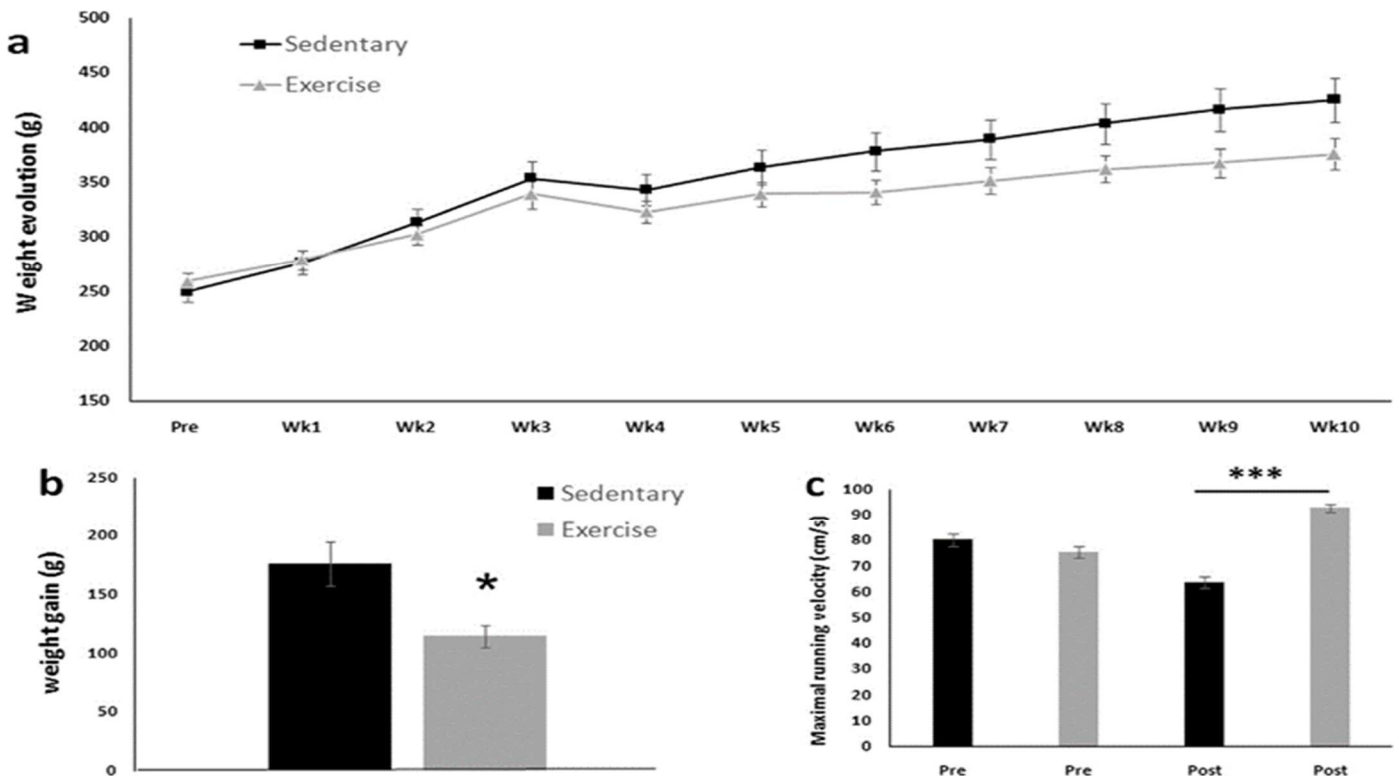 a
Weight evolution (g)
500
450
400
350
300
250
200
150
Sedentary
Exercise
Pre Wk1 Wk2 Wk3 Wk4 Wk5 Wk6 Wk7 Wk8 Wk9 Wk10
b
weight gain (g)
250
200
150
100
50
0
Sedentary
Exercise
*
c
Maximal running velocity (cm/s)
100
90
80
70
60
50
40
30
20
10
0
***
Pre Pre Post Post